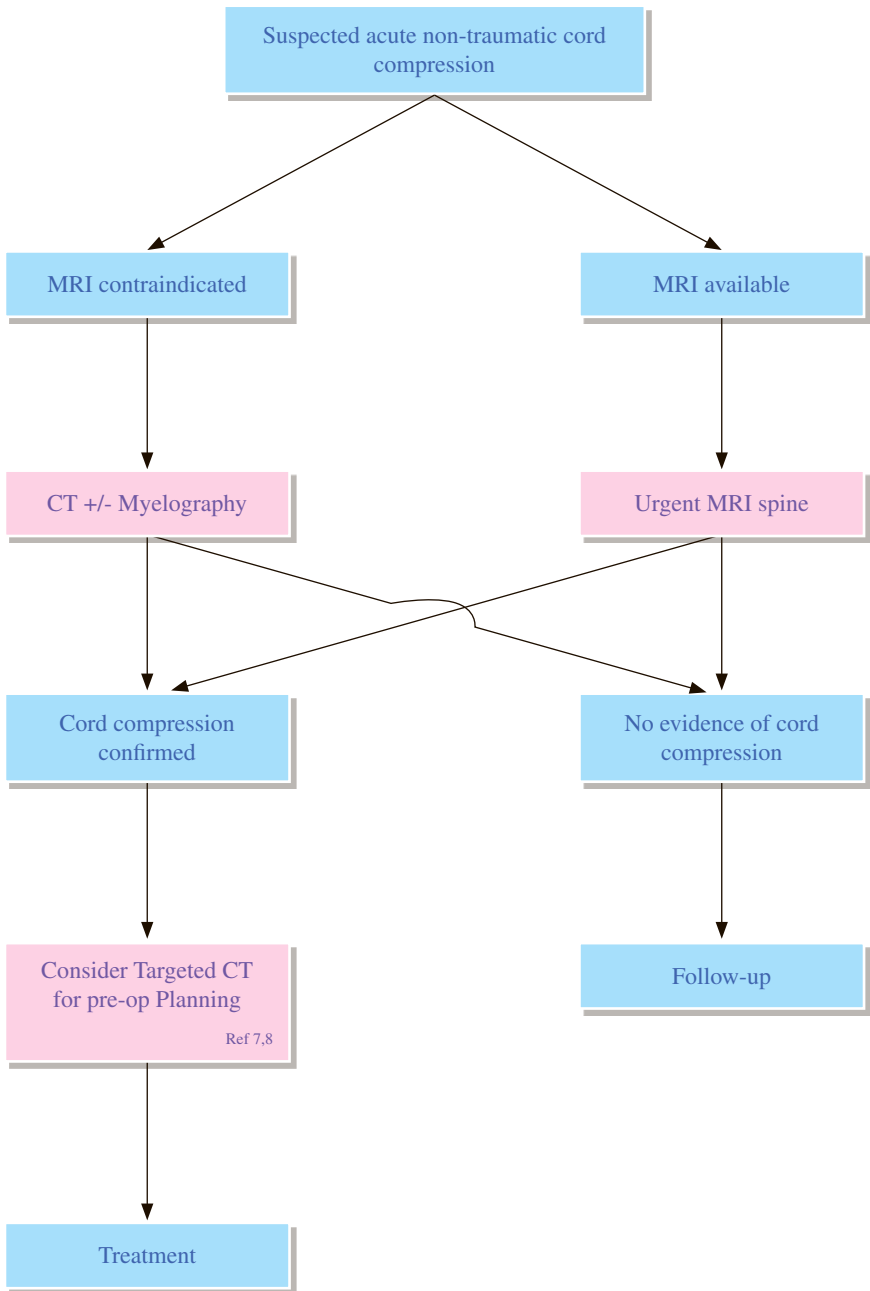 Suspected acute non-traumatic cord
compression
MRI contraindicated
MRI available
CT +/- Myelography
Urgent MRI spine
Cord compression
confirmed
No evidence of cord
compression
Consider Targeted CT
for pre-op Planning
Ref 7,8
Follow-up
Treatment